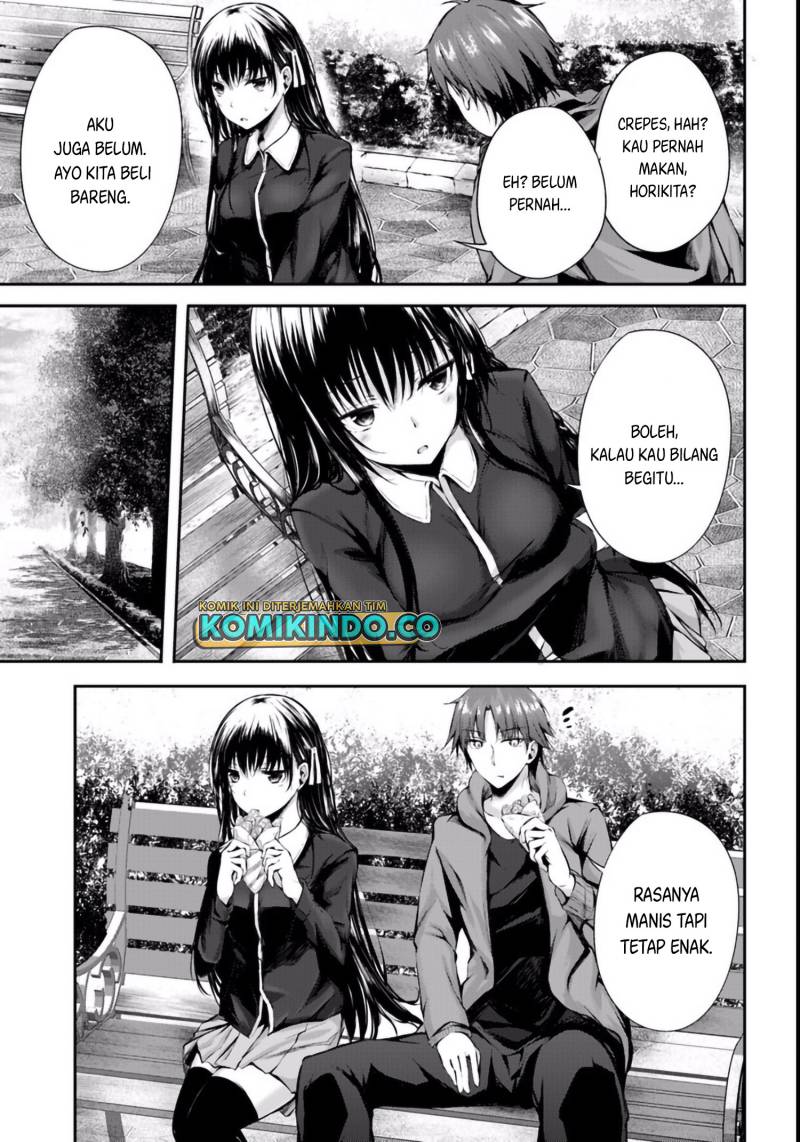 CREPES, HAH?
KAU PERNAH
MAKAN,
HORIKITA?
EH? BELUM
PERNAH...
AKU
JUGA BELUM.
AYO KITA BELI
BARENG.
BOLEH,
KALAU KAU BILANG
BEGITU...
KOMIK INI DITERJEMAHKAN TIM
KOMIKINDO.CO
RASANYA
MANIS TAPI
TETAP ENAK.